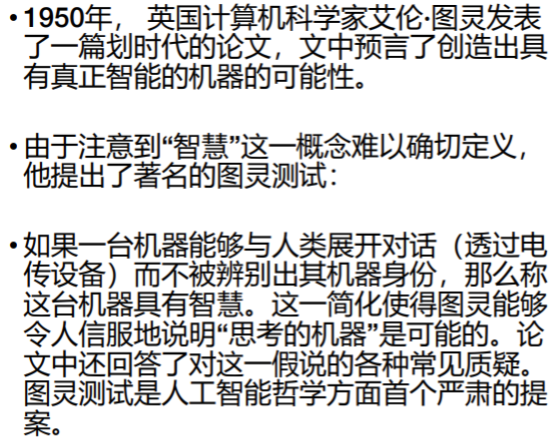 •1950年， 英国计算机科学家艾伦·图灵发表
了一篇划时代的论文，文中预言了创造出具
有真正智能的机器的可能性。
•由于注意到“智慧”这一概念难以确切定义，
他提出了著名的图灵测试：
•如果一台机器能够与人类展开对话（透过电
传设备）而不被辨别出其机器身份，那么称
这台机器具有智慧。这一简化使得图灵能够
令人信服地说明“思考的机器”是可能的。论
文中还回答了对这一假说的各种常见质疑。
图灵测试是人工智能哲学方面首个严肃的提
案。